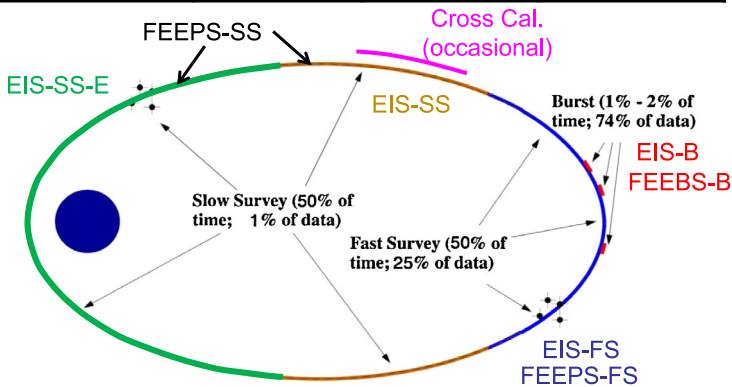 Cross Cal.
(occasional)
FEEPS-SS
EIS-SS-E
EIS-SS
Burst (1% - 2% of
time; 74% of data)
EIS-B
FEEBS-B
Slow Survey (50% of
time; 1% of data)
Fast Survey (50% of
time; 25% of data)
EIS-FS
FEEPS-FS